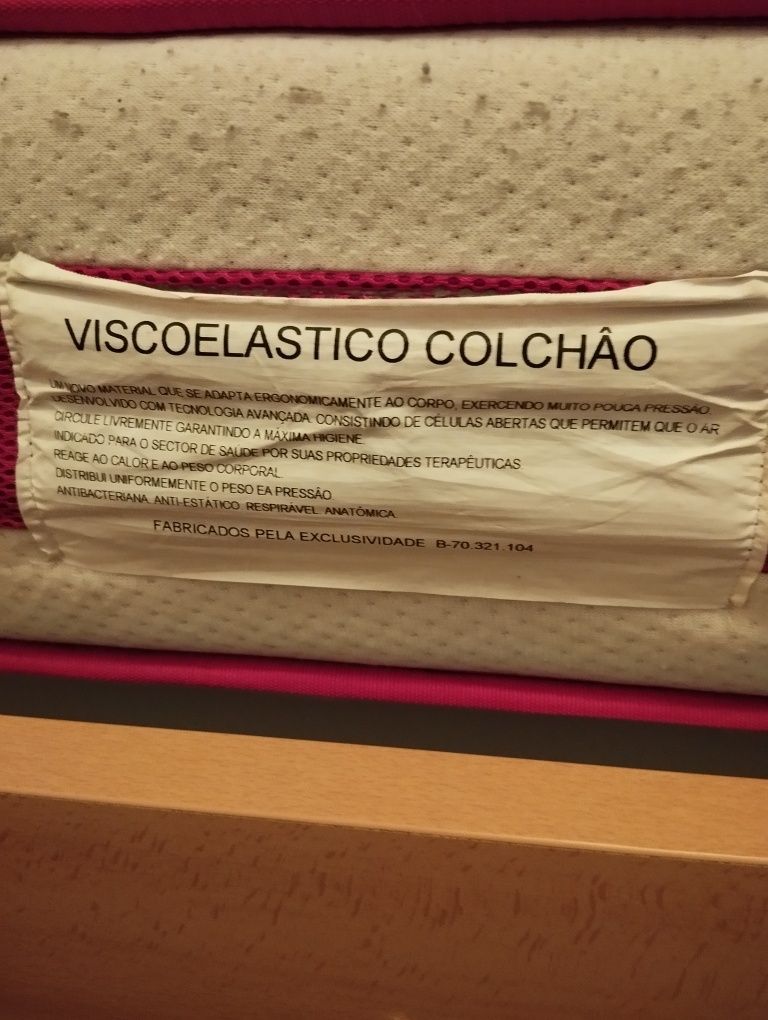 VISCOELASTICO COLCHÂO
UM NOVO MATERIAL QUE SE ADAPTA ERGONOMICAMENTE AO CORPO, EXERCENDO MUITO POUCA PRESSÃO.
DESENVOLVIDO COM TECNOLOGIA AVANÇADA. CONSISTINDO DE CÉLULAS ABERTAS QUE PERMITEM QUE O AR
CIRCULE LIVREMENTE GARANTINDO A MÁXIMA HIGIENE.
INDICADO PARA O SECTOR DE SAÚDE POR SUAS PROPRIEDADES TERAPÊUTICAS.
REAGE AO CALOR E AO PESO CORPORAL.
DISTRIBUI UNIFORMEMENTE O PESO EA PRESSÃO.
ANTIBACTERIANA. ANTI-ESTÁTICO. RESPIRÁVEL. ANATÓMICA.
FABRICADOS PELA EXCLUSIVIDADE B-70.321.104